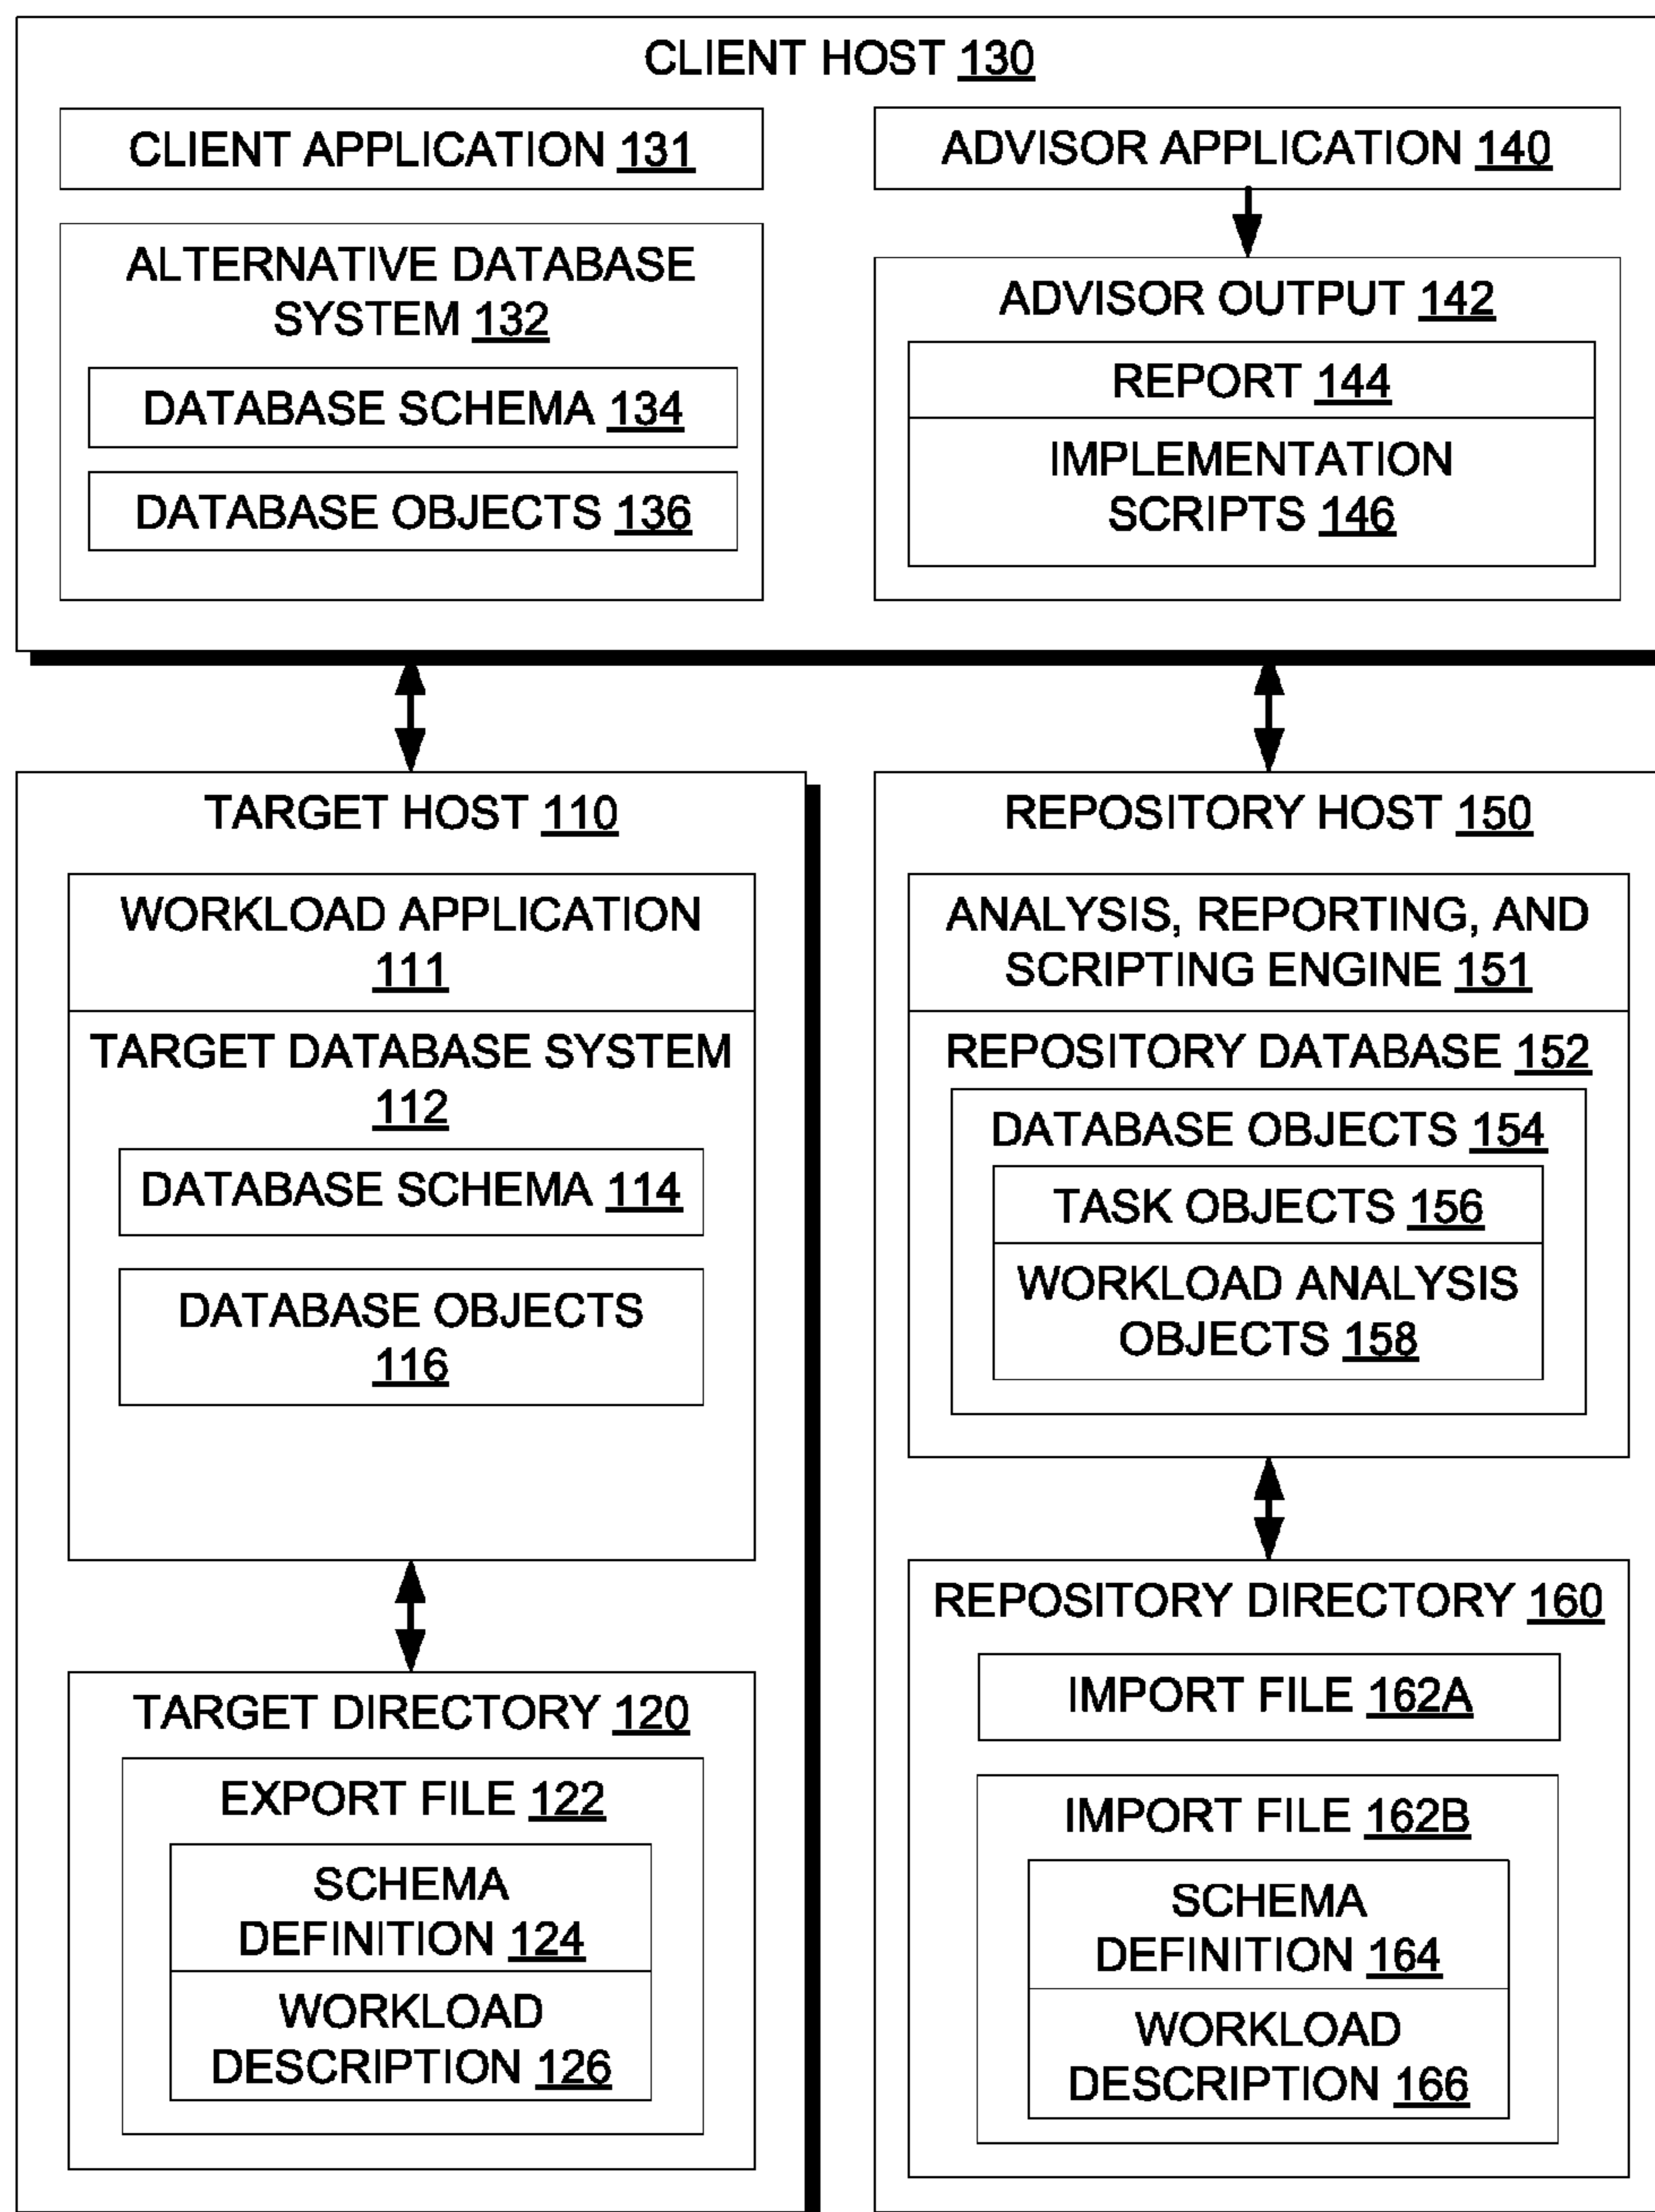 CLIENT HOST 130
CLIENT APPLICATION 131
ALTERNATIVE DATABASE
SYSTEM 132
DATABASE SCHEMA 134
DATABASE OBJECTS 136
ADVISOR APPLICATION 140
ADVISOR OUTPUT 142
REPORT 144
IMPLEMENTATION
SCRIPTS 146
TARGET HOST 110
WORKLOAD APPLICATION
111
TARGET DATABASE SYSTEM
112
DATABASE SCHEMA 114
DATABASE OBJECTS
116
TARGET DIRECTORY 120
EXPORT FILE 122
SCHEMA
DEFINITION 124
WORKLOAD
DESCRIPTION 126
REPOSITORY HOST 150
ANALYSIS, REPORTING, AND
SCRIPTING ENGINE 151
REPOSITORY DATABASE 152
DATABASE OBJECTS 154
TASK OBJECTS 156
WORKLOAD ANALYSIS
OBJECTS 158
REPOSITORY DIRECTORY 160
IMPORT FILE 162A
IMPORT FILE 162B
SCHEMA
DEFINITION 164
WORKLOAD
DESCRIPTION 166